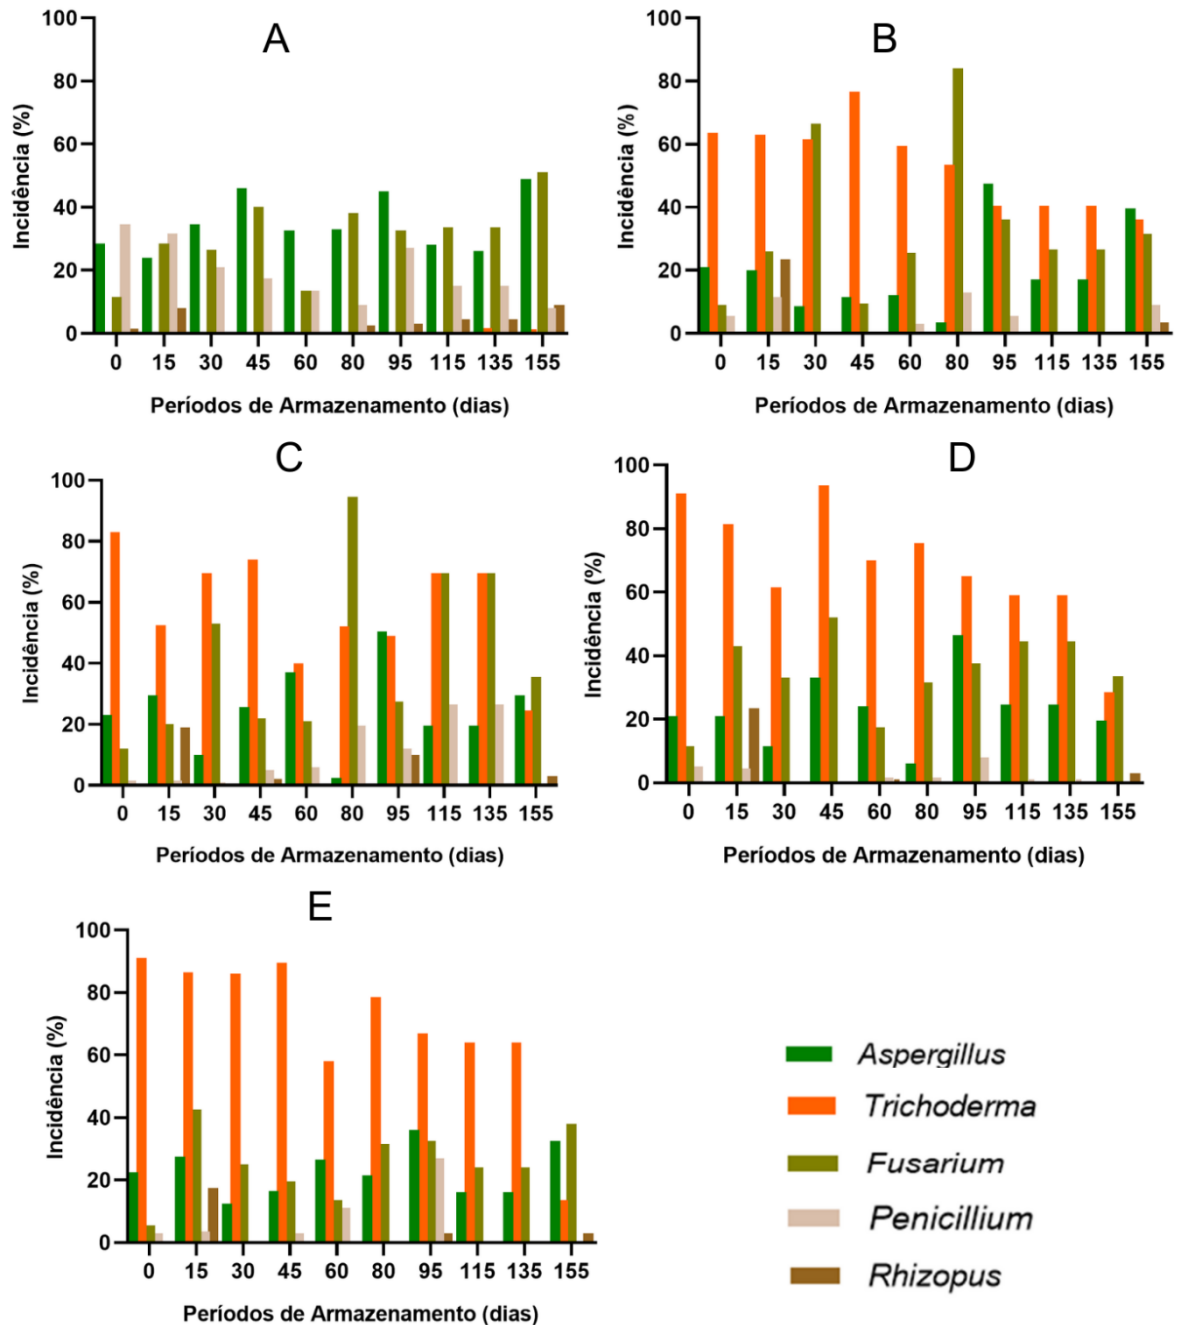 A
100
80
60
40
20
0
Incidência (%)
0 15 30 45 60 80 95 115 135 155
Períodos de Armazenamento (dias)
B
100
80
60
40
20
0
Incidência (%)
0 15 30 45 60 80 95 115 135 155
Períodos de Armazenamento (dias)
C
100
80
60
40
20
0
Incidência (%)
0 15 30 45 60 80 95 115 135 155
Períodos de Armazenamento (dias)
D
100
80
60
40
20
0
Incidência (%)
0 15 30 45 60 80 95 115 135 155
Períodos de Armazenamento (dias)
E
100
80
60
40
20
0
Incidência (%)
0 15 30 45 60 80 95 115 135 155
Períodos de Armazenamento (dias)
Aspergillus
Trichoderma
Fusarium
Penicillium
Rhizopus